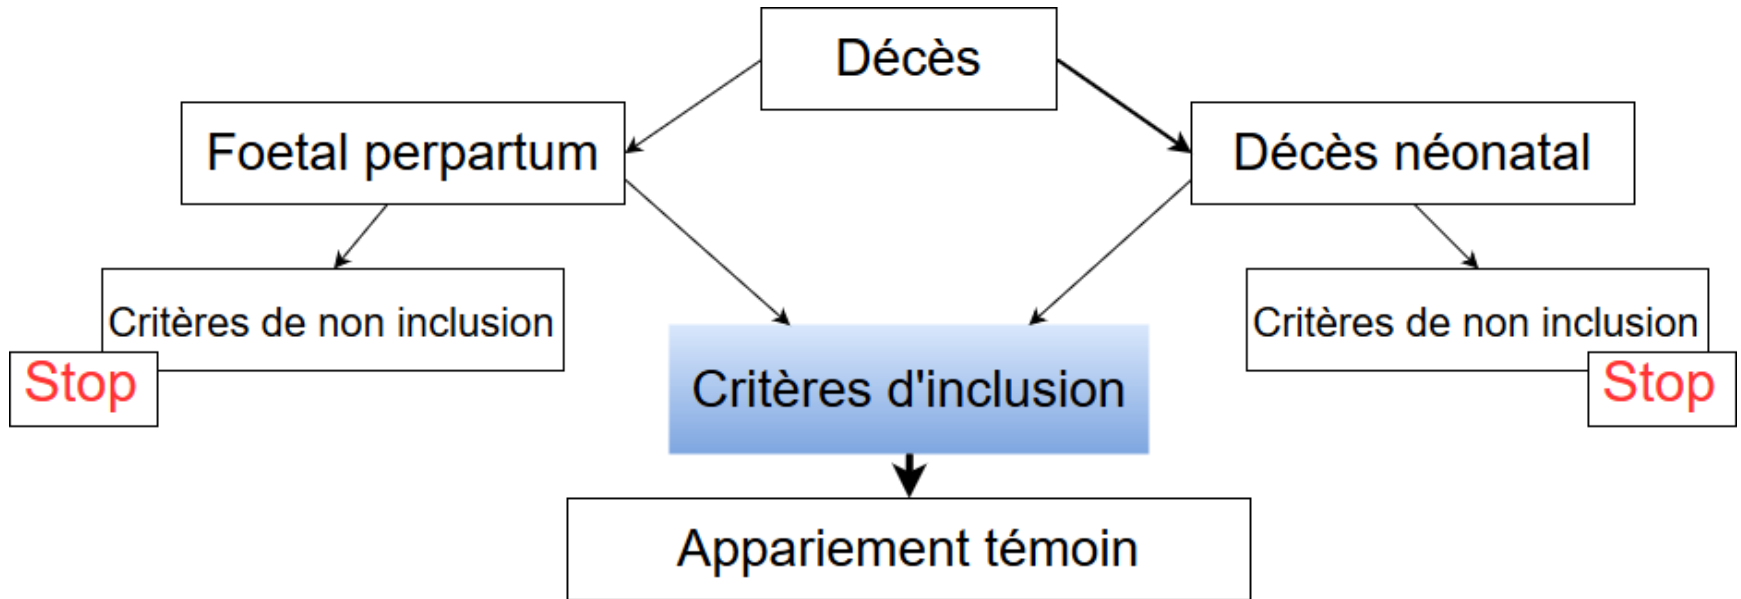 Décès
Foetal perpartum
Décès néonatal
Critères de non inclusion
Critères de non inclusion
Stop
Critères d'inclusion
Stop
Appariement témoin